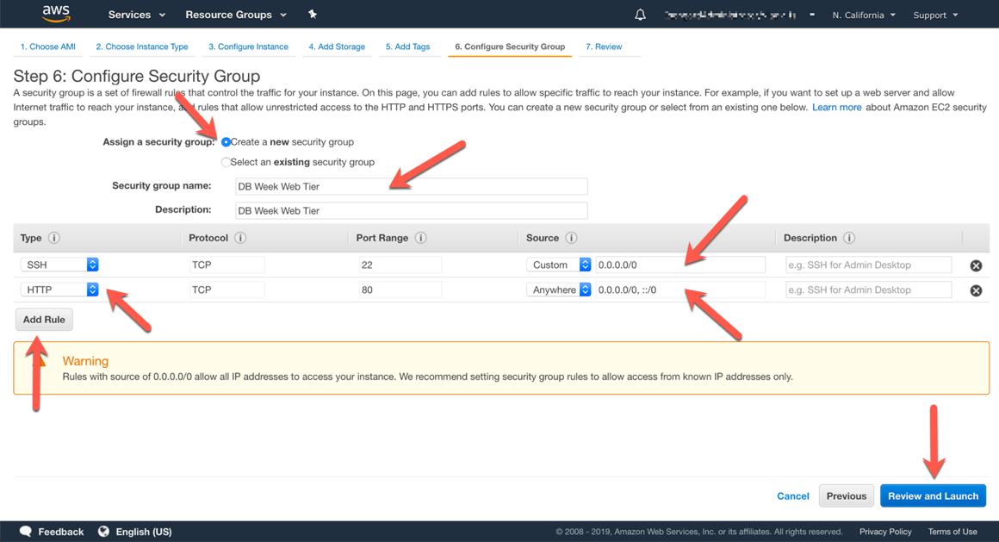 aws Services Resource Groups N. California Support
1. Choose AMI 2. Choose Instance Type 3. Configure Instance 4. Add Storage 5. Add Tags 6. Configure Security Group 7. Review
Step 6: Configure Security Group
A security group is a set of firewall rules that control the traffic for your instance. On this page, you can add rules to allow specific traffic to reach your instance. For example, if you want to set up a web server and allow
Internet traffic to reach your instance, add rules that allow unrestricted access to the HTTP and HTTPS ports. You can create a new security group or select from an existing one below. Learn more about Amazon EC2 security
groups.
Assign a security group: Create a new security group
Select an existing security group
Security group name: DB Week Web Tier
Description: DB Week Web Tier
Type i Protocol i Port Range i Source i Description i
SSH TCP 22 Custom 0.0.0.0/0 e.g. SSH for Admin Desktop
HTTP TCP 80 Anywhere 0.0.0.0/0, ::/0 e.g. SSH for Admin Desktop
Add Rule
Warning
Rules with source of 0.0.0.0/0 allow all IP addresses to access your instance. We recommend setting security group rules to allow access from known IP addresses only.
Cancel Previous Review and Launch
Feedback English (US) © 2008 - 2019, Amazon Web Services, Inc. or its affiliates. All rights reserved. Privacy Policy Terms of Use